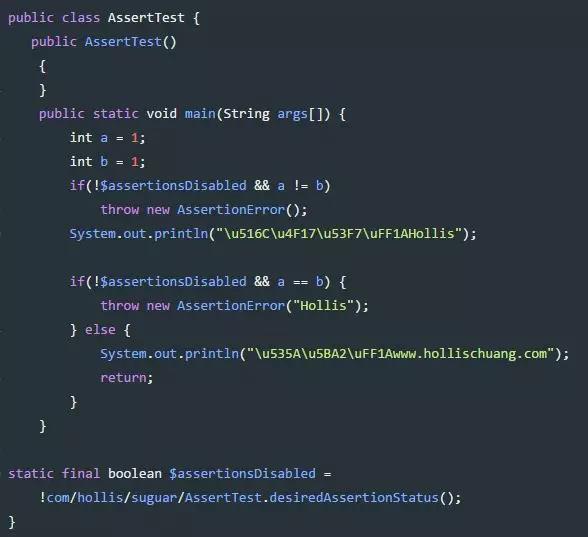 public class AssertTest {
public AssertTest()
{
}
public static void main(String args[]) {
int a = 1;
int b = 1;
if(!$assertionsDisabled && a != b)
throw new AssertionError();
System.out.println("\u516C\u4F17\u53F7\uFF1AHollis");
if(!$assertionsDisabled && a == b) {
throw new AssertionError("Hollis");
} else {
System.out.println("\u535A\u5BA2\uFF1Awww.hollischuang.com");
return;
}
}
static final boolean $assertionsDisabled =
!com/hollis/suguar/AssertTest.desiredAssertionStatus();
}